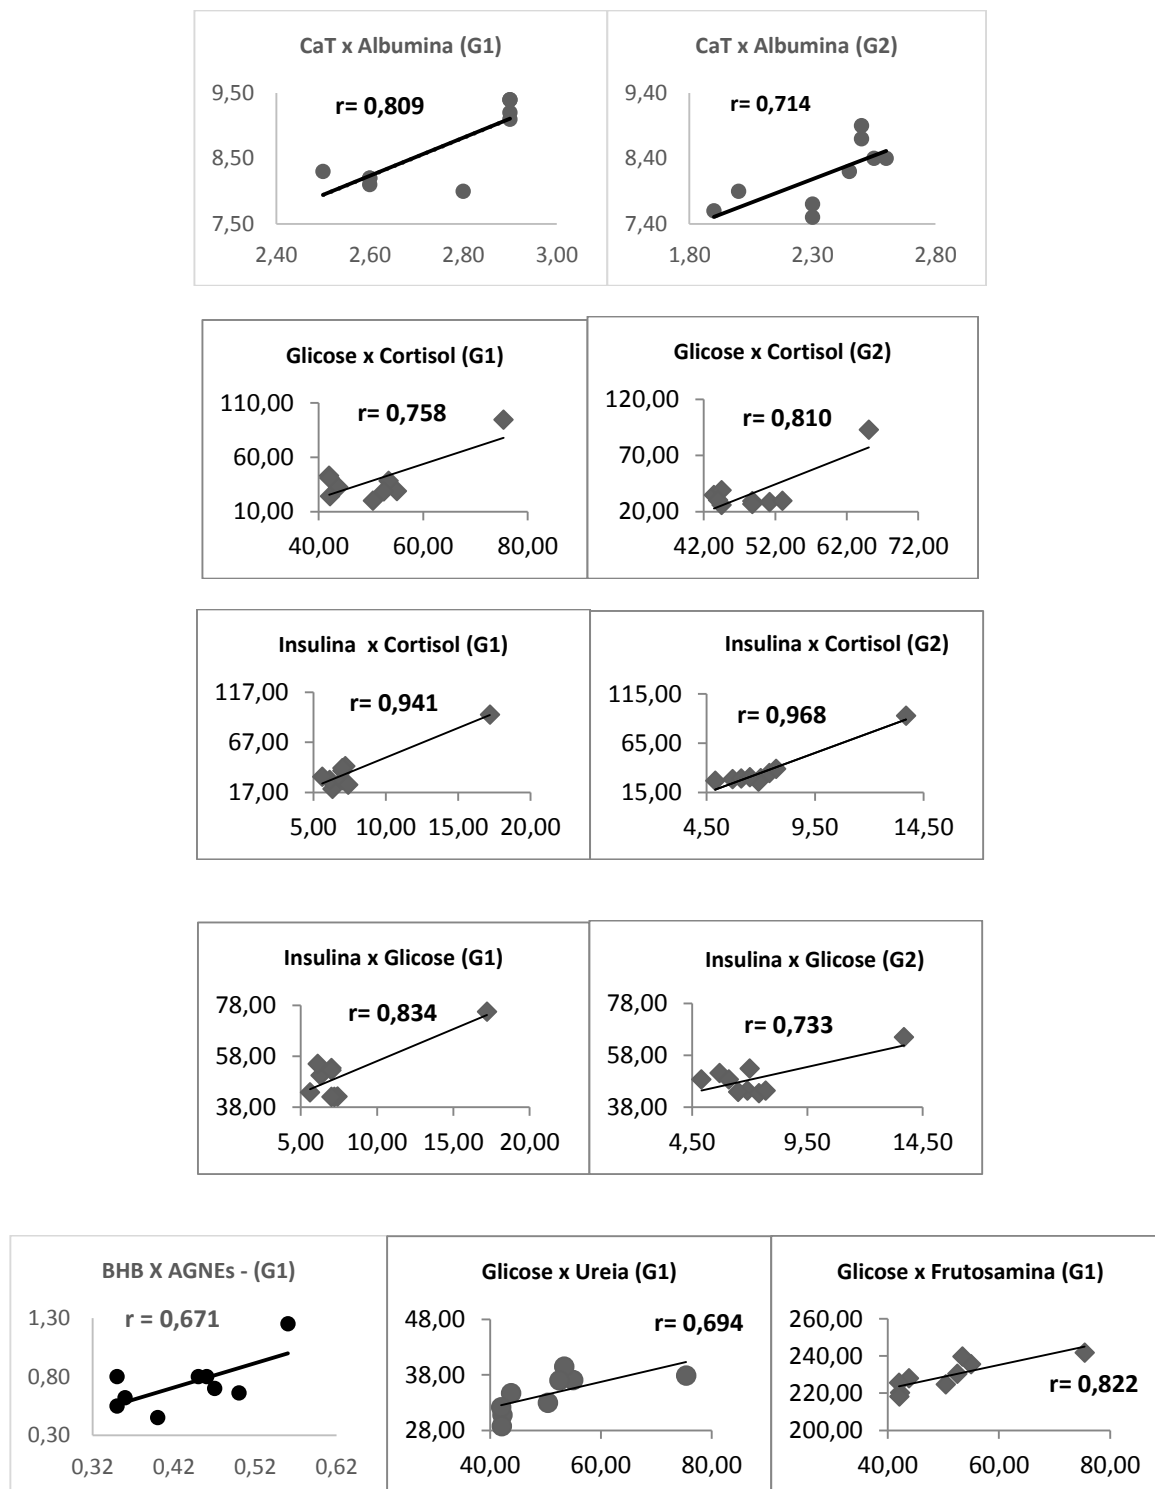 CaT x Albumina (G1)
r= 0,809
9,50
8,50
7,50
2,40 2,60 2,80 3,00
CaT x Albumina (G2)
r= 0,714
9,40
8,40
7,40
1,80 2,30 2,80
Glicose x Cortisol (G1)
r= 0,758
110,00
60,00
10,00
40,00 60,00 80,00
Glicose x Cortisol (G2)
r= 0,810
120,00
70,00
20,00
42,00 52,00 62,00 72,00
Insulina x Cortisol (G1)
r= 0,941
117,00
67,00
17,00
5,00 10,00 15,00 20,00
Insulina x Cortisol (G2)
r= 0,968
115,00
65,00
15,00
4,50 9,50 14,50
Insulina x Glicose (G1)
r= 0,834
78,00
58,00
38,00
5,00 10,00 15,00 20,00
Insulina x Glicose (G2)
r= 0,733
78,00
58,00
38,00
4,50 9,50 14,50
BHB X AGNEs - (G1)
r = 0,671
1,30
0,80
0,30
0,32 0,42 0,52 0,62
Glicose x Ureia (G1)
r= 0,694
48,00
38,00
28,00
40,00 60,00 80,00
Glicose x Frutosamina (G1)
260,00
240,00
220,00
200,00
r= 0,822
40,00 60,00 80,00